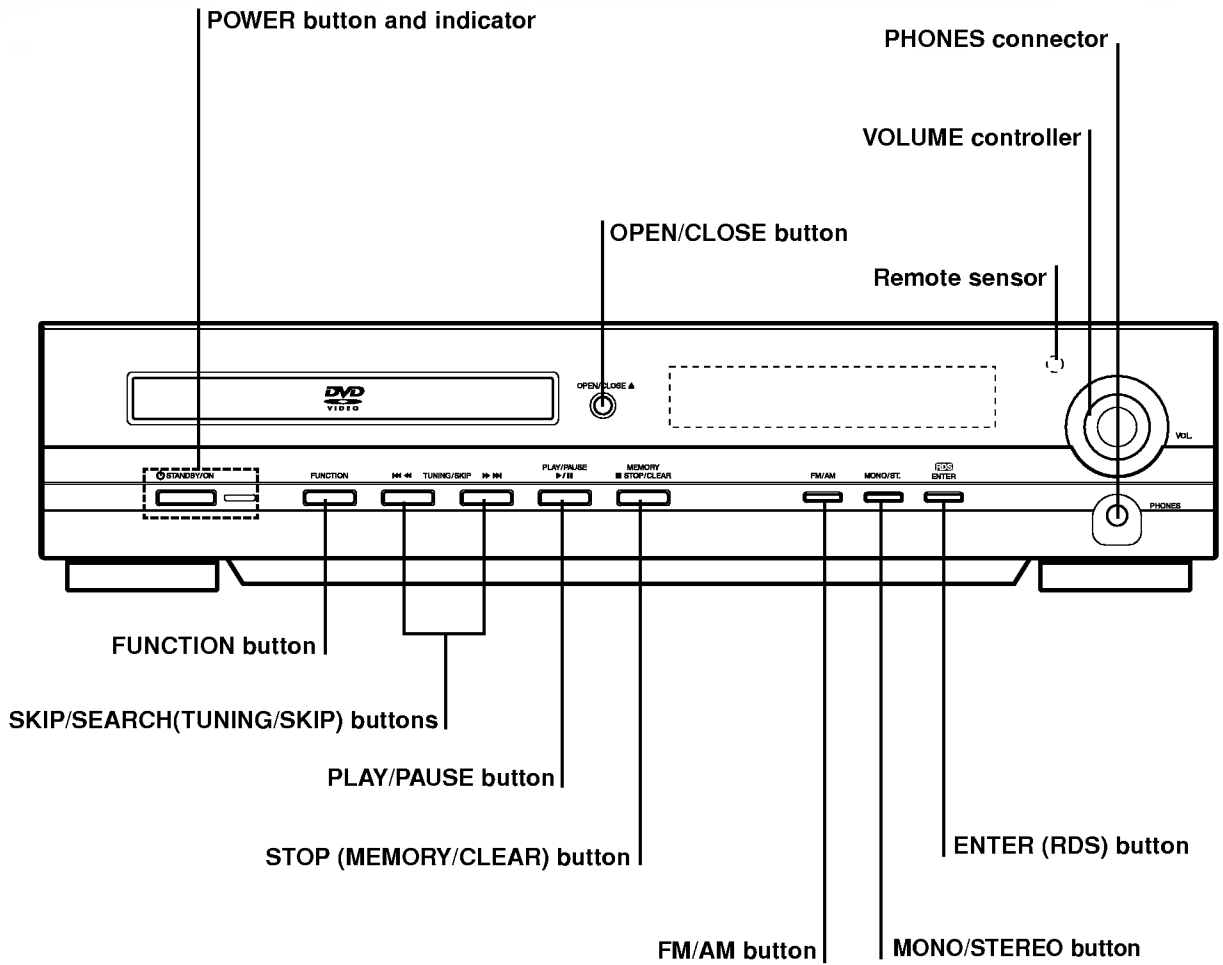 POWER button and indicator
PHONES connector
VOLUME controller
OPEN/CLOSE button
Remote sensor
DVD
VIDEO
OPEN/CLOSE
VOL.
STANDBY/ON
FUNCTION
TUNING/SKIP
PLAY/PAUSE
MEMORY
STOP/CLEAR
FM/AM
MONO/ST.
RDS
ENTER
PHONES
FUNCTION button
SKIP/SEARCH(TUNING/SKIP) buttons
PLAY/PAUSE button
STOP (MEMORY/CLEAR) button
ENTER (RDS) button
FM/AM button
MONO/STEREO button